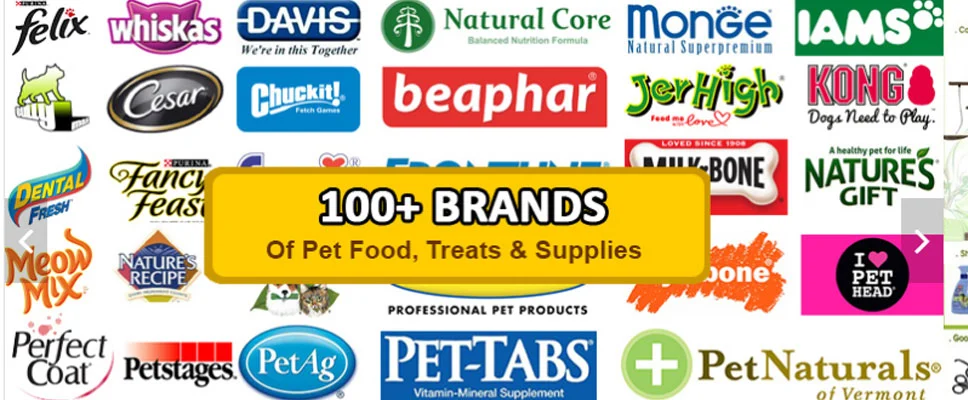 PURINA
felix
whiskas
DAVIS
We're in this Together
Natural Core
Balanced Nutrition Formula
MONGE
Natural Superpremium
IAMS
Cesar
Chuckit!
Fetch Games
beaphar
JerHigh
Feed me with love
KONG
Dogs Need to Play.
DENTAL
FRESH
PURINA
Fancy
Feast
FRONTLINE
LOVED SINCE 1908
MILK-BONE
A healthy pet for life
NATURE'S
GIFT
100+ BRANDS
Of Pet Food, Treats & Supplies
Meow
Mix
NATURE'S
RECIPE
PROFESSIONAL PET PRODUCTS
bone
I
PET
HEAD
Perfect
Coat
Petstages
PetAg
PET-TABS
Vitamin-Mineral Supplement
PetNaturals
of Vermont